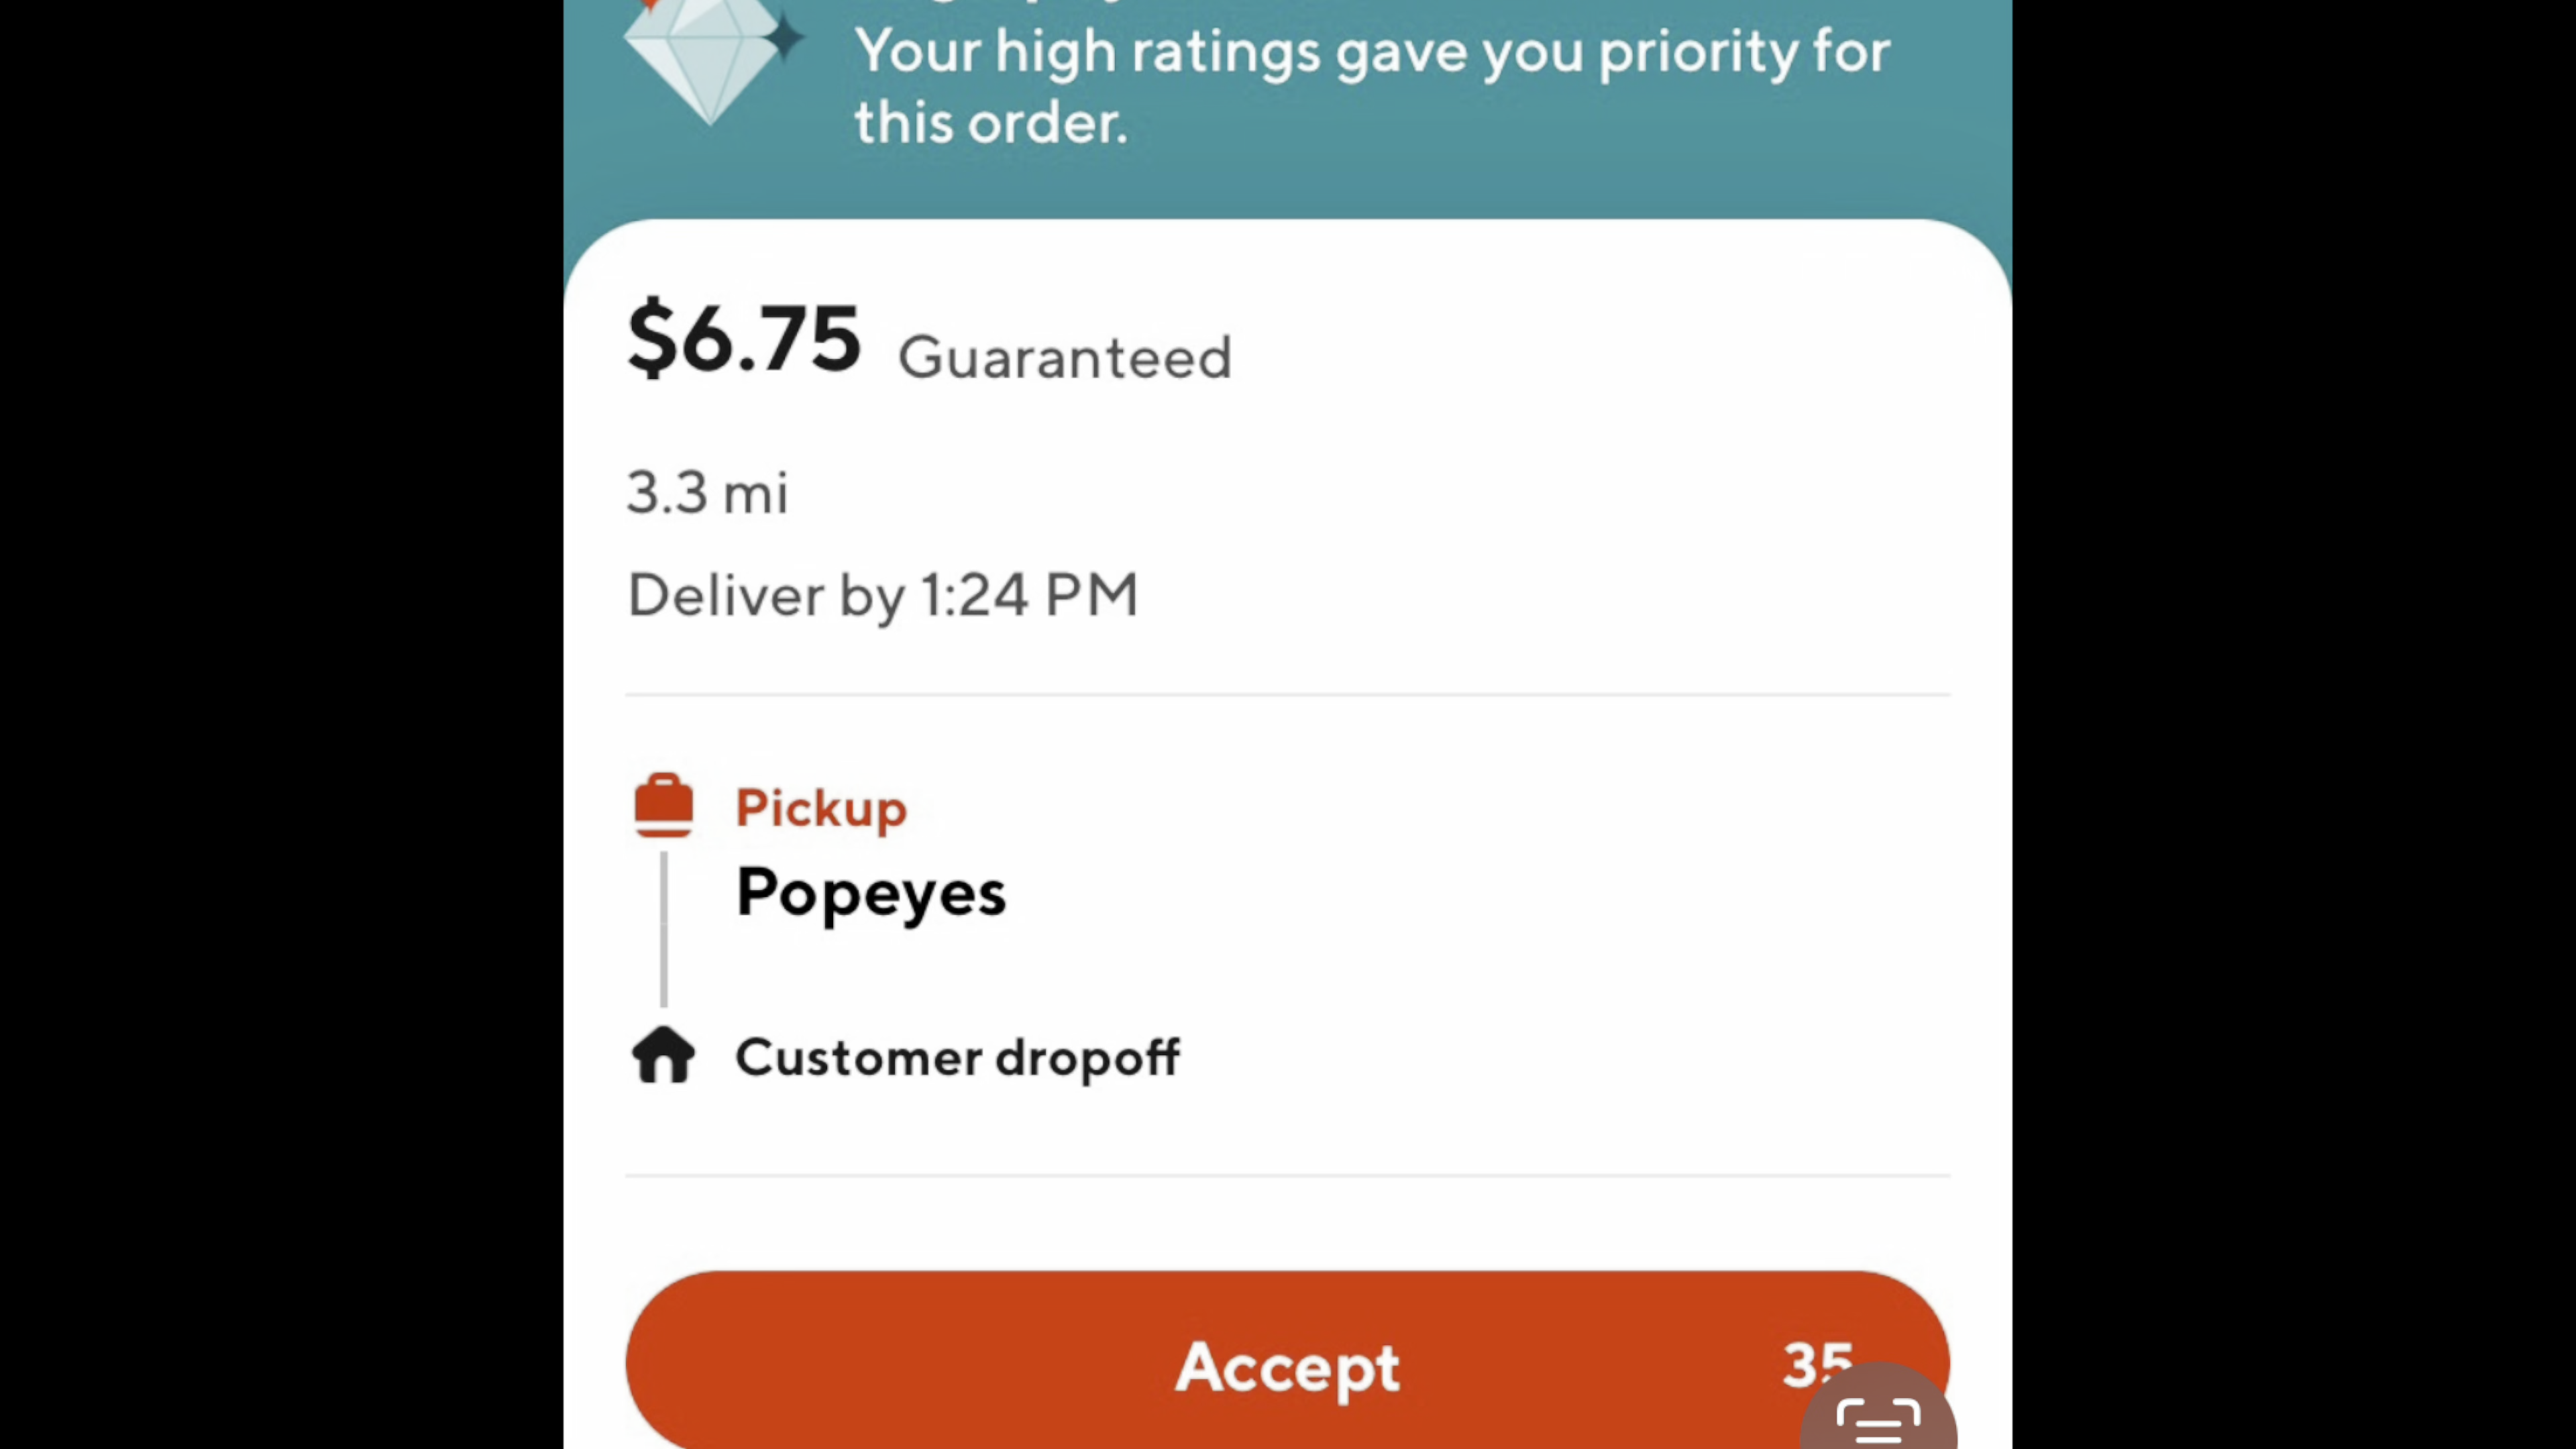 Your high ratings gave you priority for
this order.
$6.75 Guaranteed
3.3 mi
Deliver by 1:24 PM
Pickup
Popeyes
Customer dropoff
Accept 35